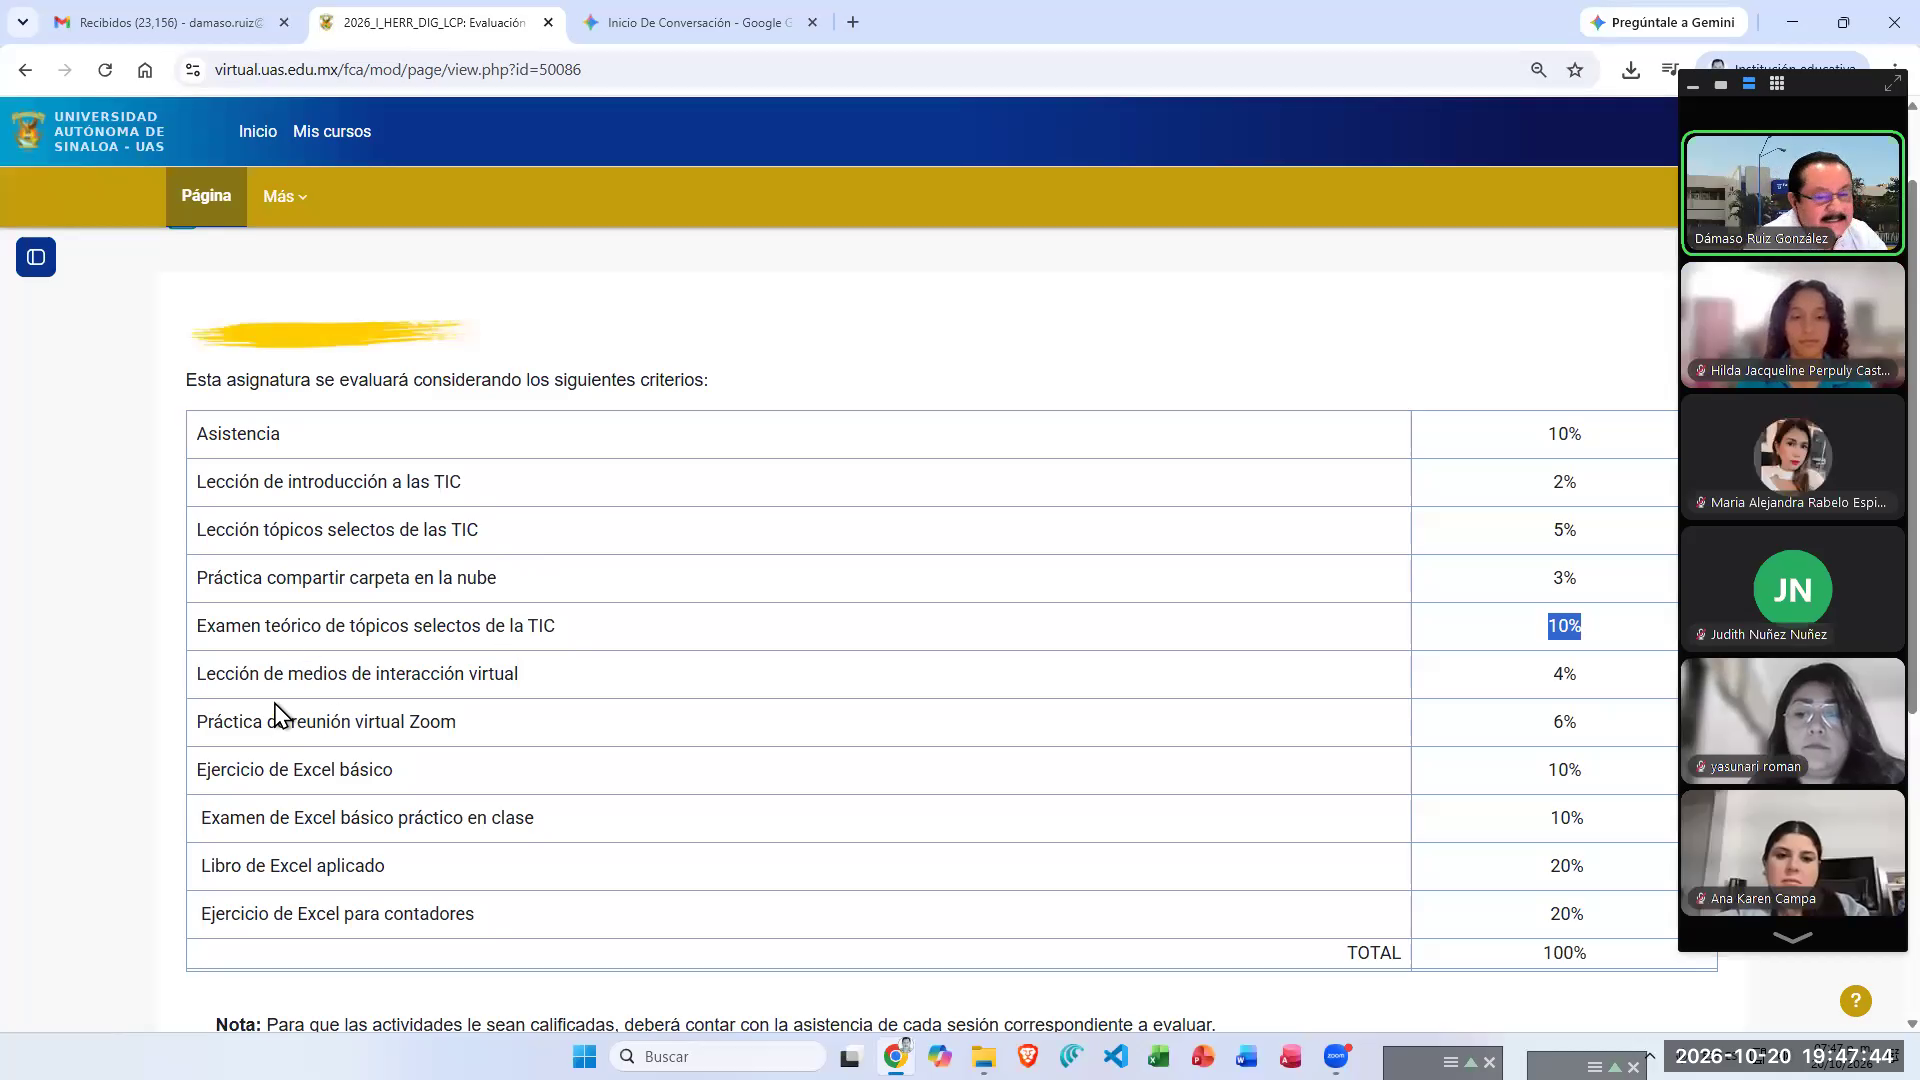 Recibidos (23,156) - damaso.ruiz@
2026_I_HERR_DIG_LCP: Evaluación
Inicio De Conversación - Google G
Pregúntale a Gemini
virtual.uas.edu.mx/fca/mod/page/view.php?id=50086
Institución educativa
UNIVERSIDAD
AUTÓNOMA DE
SINALOA - UAS
Inicio
Mis cursos
Página
Más
Esta asignatura se evaluará considerando los siguientes criterios:
Asistencia 10%
Lección de introducción a las TIC 2%
Lección tópicos selectos de las TIC 5%
Práctica compartir carpeta en la nube 3%
Examen teórico de tópicos selectos de la TIC 10%
Lección de medios de interacción virtual 4%
Práctica de reunión virtual Zoom 6%
Ejercicio de Excel básico 10%
Examen de Excel básico práctico en clase 10%
Libro de Excel aplicado 20%
Ejercicio de Excel para contadores 20%
TOTAL 100%
Nota: Para que las actividades le sean calificadas, deberá contar con la asistencia de cada sesión correspondiente a evaluar.
Dámaso Ruiz González
Hilda Jacqueline Perpuly Cast...
Maria Alejandra Rabelo Espi...
JN
Judith Nuñez Nuñez
yasunari roman
Ana Karen Campa
?
Buscar
zoom
2026-10-20 19:47:44